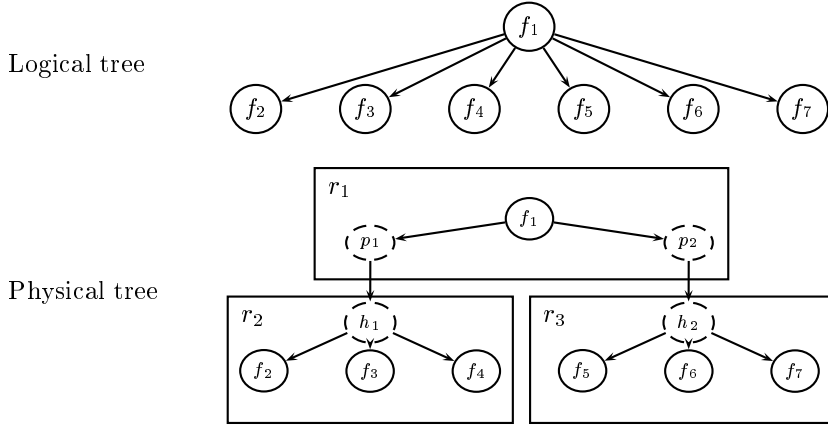 f1
Logical tree
f2 f3 f4 f5 f6 f7
r1
f1
p1 p2
Physical tree
r2 h1 r3 h2
f2 f3 f4 f5 f6 f7